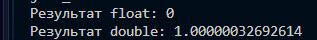 Результат float: 0
Результат double: 1.00000032692614